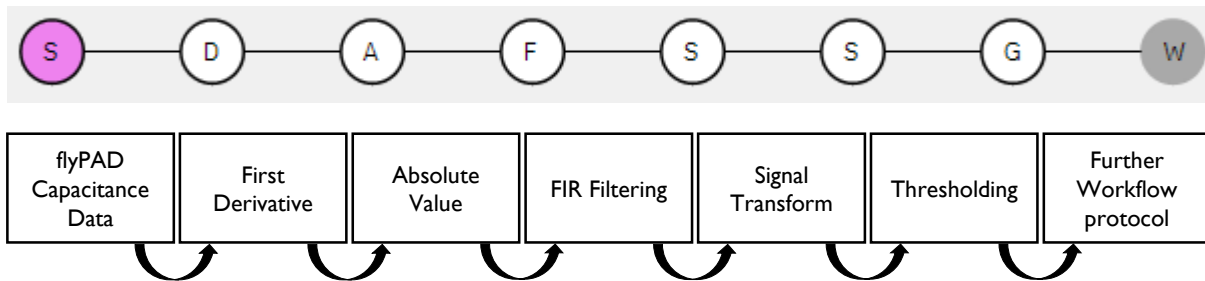 S D A F S S G W
flyPAD
Capacitance
Data
First
Derivative
Absolute
Value
FIR Filtering
Signal
Transform
Thresholding
Further
Workflow
protocol